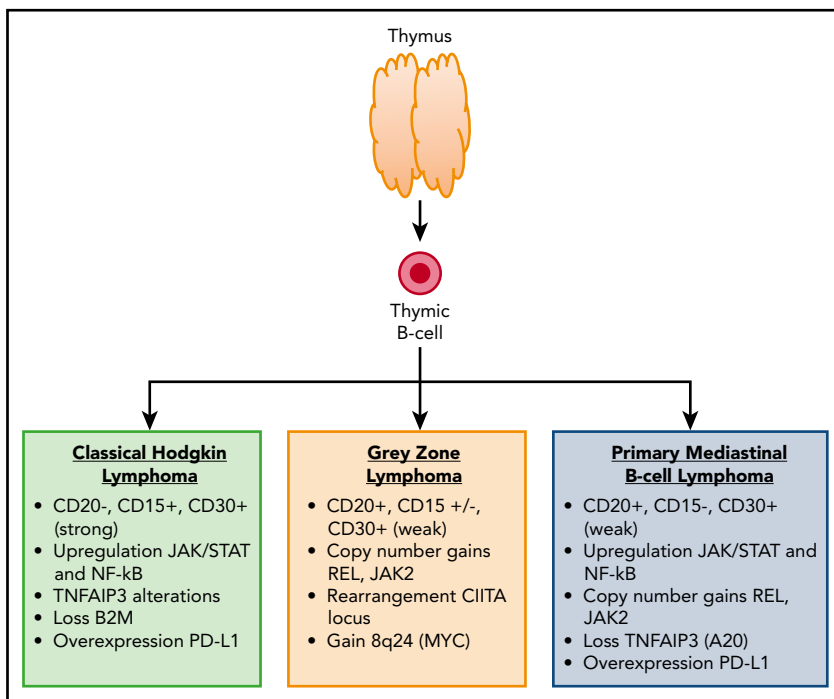 Thymus
Thymic
B-cell
Classical Hodgkin
Lymphoma
• CD20-, CD15+, CD30+
(strong)
• Upregulation JAK/STAT
and NF-kB
• TNFAIP3 alterations
• Loss B2M
• Overexpression PD-L1
Grey Zone
Lymphoma
• CD20+, CD15 +/-,
CD30+ (weak)
• Copy number gains
REL, JAK2
• Rearrangement CIITA
locus
• Gain 8q24 (MYC)
Primary Mediastinal
B-cell Lymphoma
• CD20+, CD15-, CD30+
(weak)
• Upregulation JAK/STAT and
NF-kB
• Copy number gains REL,
JAK2
• Loss TNFAIP3 (A20)
• Overexpression PD-L1